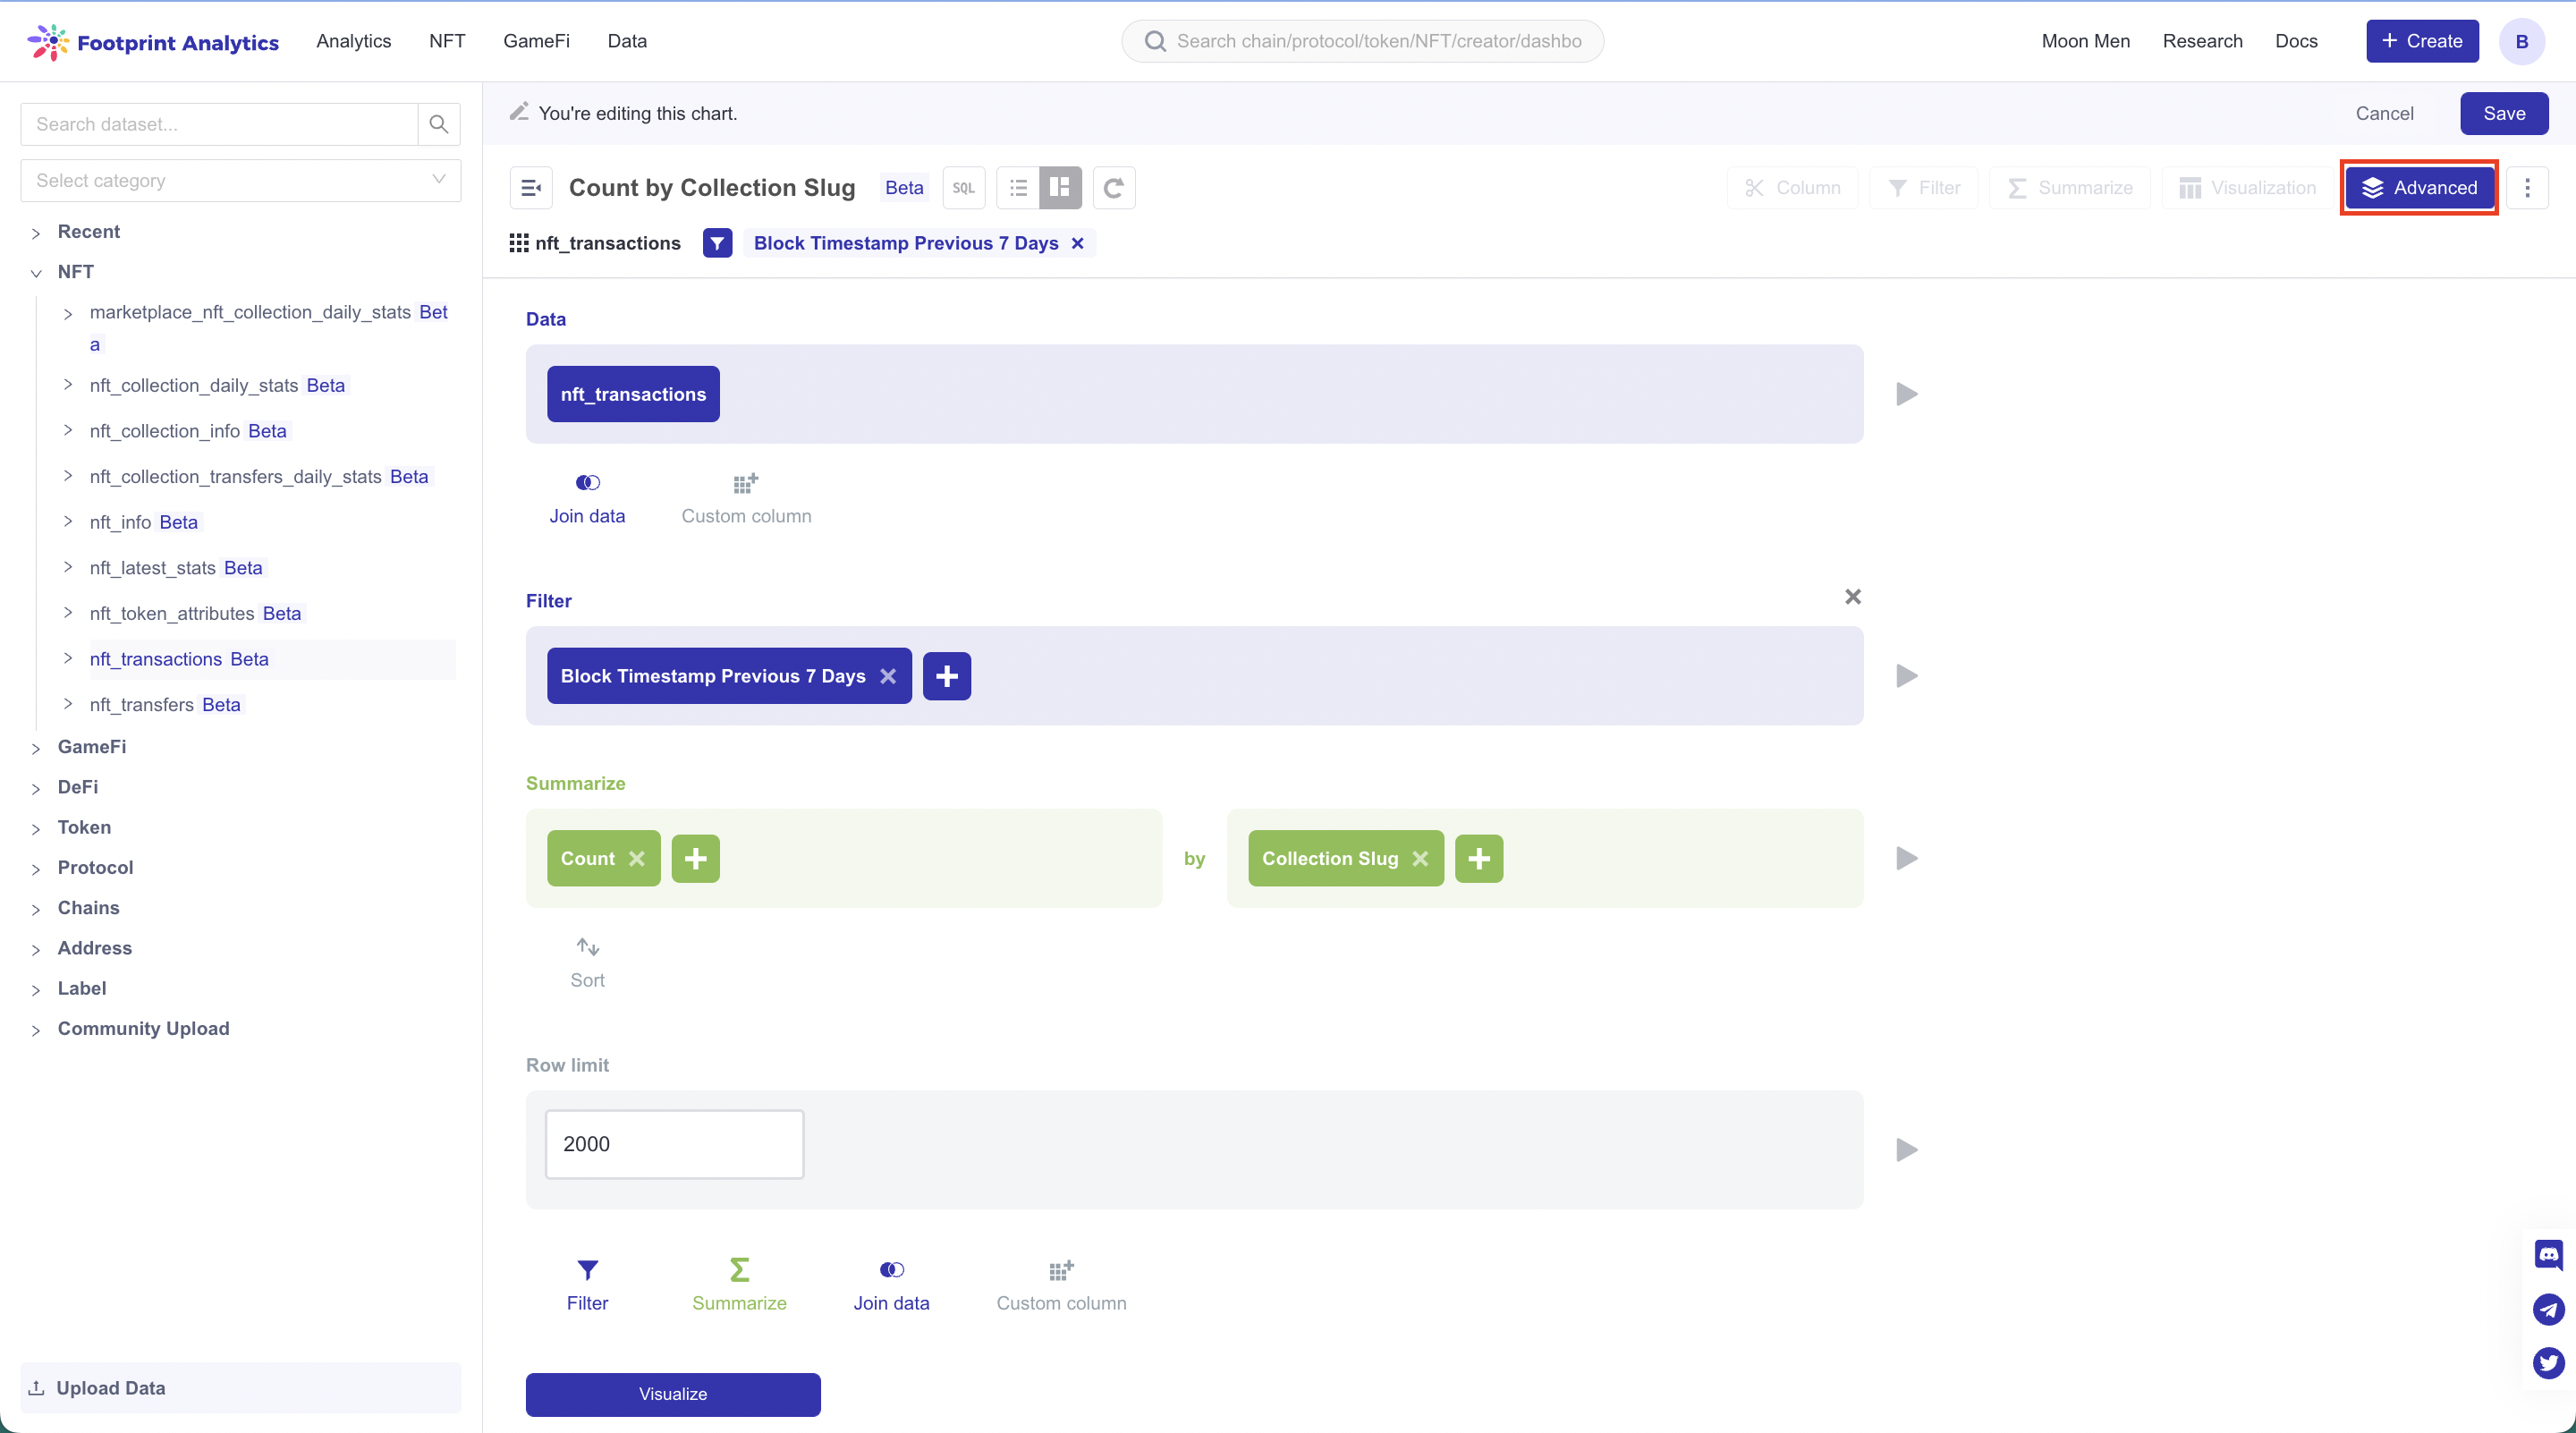 Footprint Analytics
Analytics
NFT
GameFi
Data
Search chain/protocol/token/NFT/creator/dashbo
Moon Men
Research
Docs
+ Create
B
Search dataset...
Select category
Recent
NFT
marketplace_nft_collection_daily_stats Bet
a
nft_collection_daily_stats Beta
nft_collection_info Beta
nft_collection_transfers_daily_stats Beta
nft_info Beta
nft_latest_stats Beta
nft_token_attributes Beta
nft_transactions Beta
nft_transfers Beta
GameFi
DeFi
Token
Protocol
Chains
Address
Label
Community Upload
Upload Data
You're editing this chart.
Cancel
Save
Count by Collection Slug
Beta
SQL
Column
Filter
Summarize
Visualization
Advanced
nft_transactions
Block Timestamp Previous 7 Days
Data
nft_transactions
Join data
Custom column
Filter
Block Timestamp Previous 7 Days
Summarize
Count
by
Collection Slug
Sort
Row limit
2000
Filter
Summarize
Join data
Custom column
Visualize